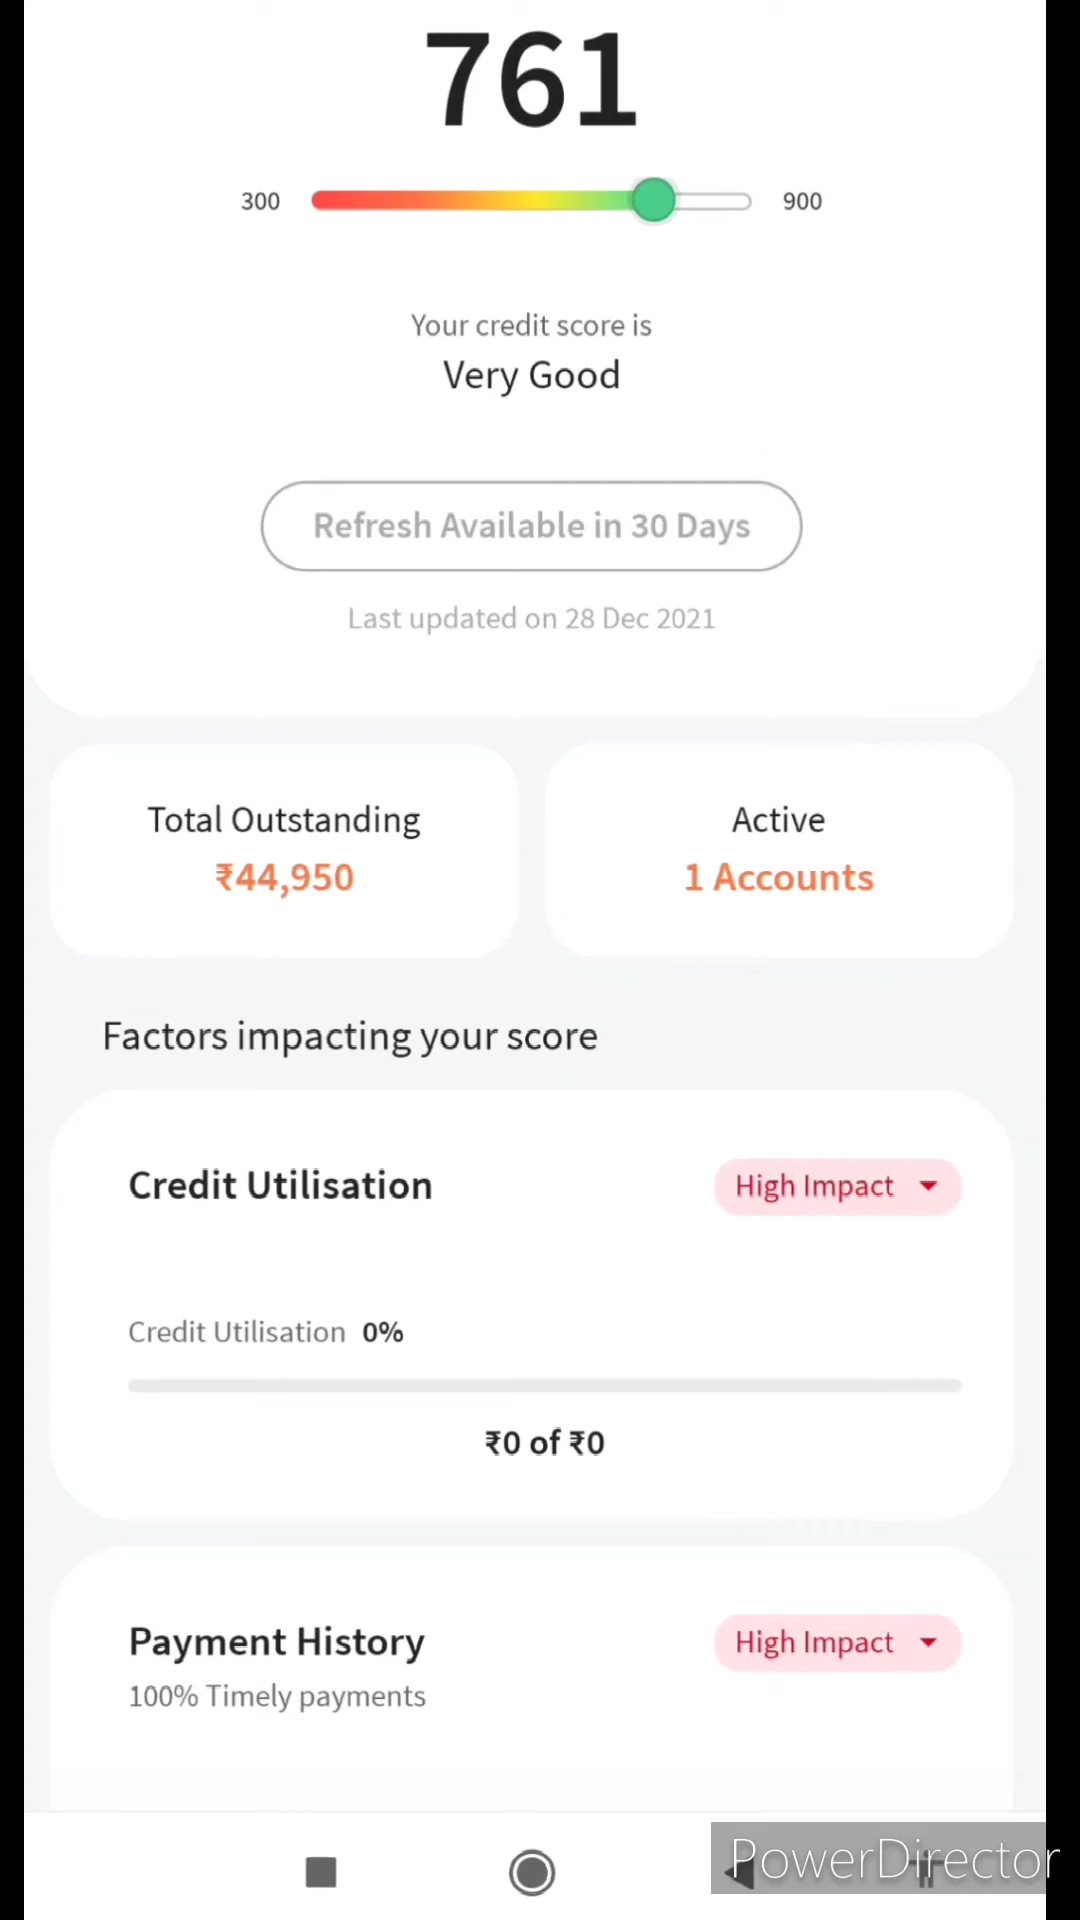 761
300 900
Your credit score is
Very Good
Refresh Available in 30 Days
Last updated on 28 Dec 2021
Total Outstanding
₹44,950
Active
1 Accounts
Factors impacting your score
Credit Utilisation
High Impact
Credit Utilisation 0%
₹0 of ₹0
Payment History
High Impact
100% Timely payments
PowerDirector